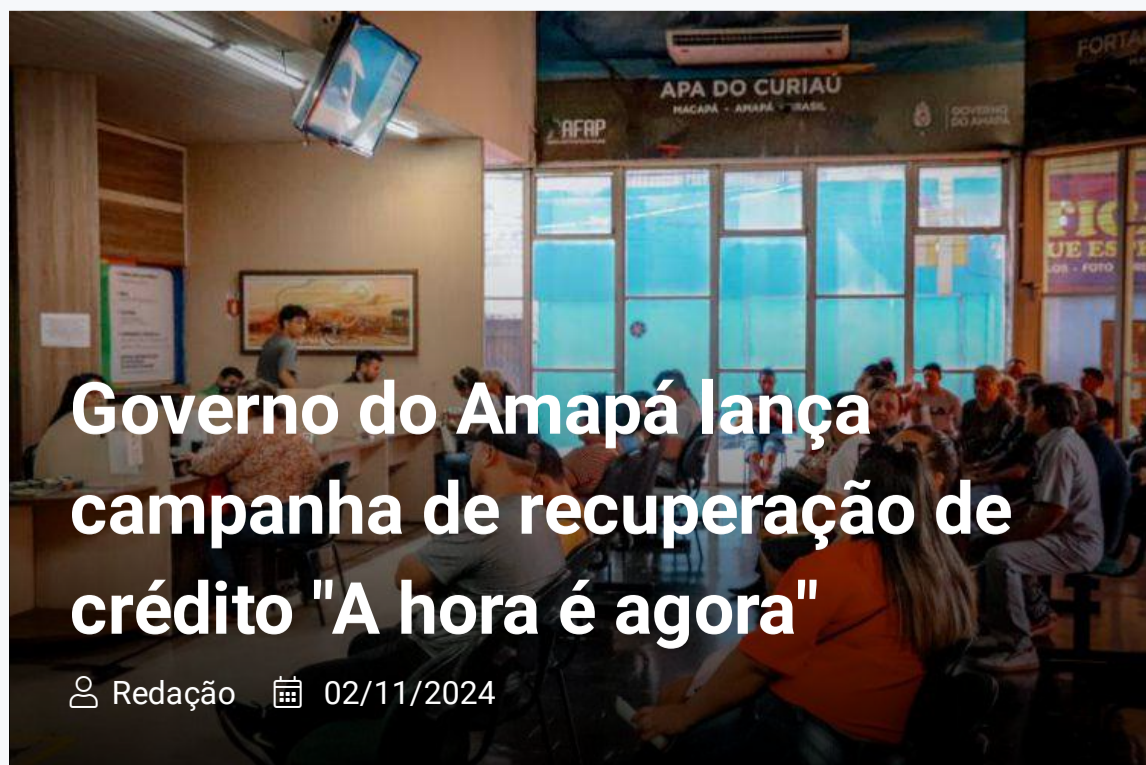 APA DO CURIAÚ
MACAPÁ - AMAPÁ - BRASIL
AFAP
GOVERNO
DO AMAPÁ
Governo do Amapá lança
campanha de recuperação de
crédito "A hora é agora"
Redação 02/11/2024